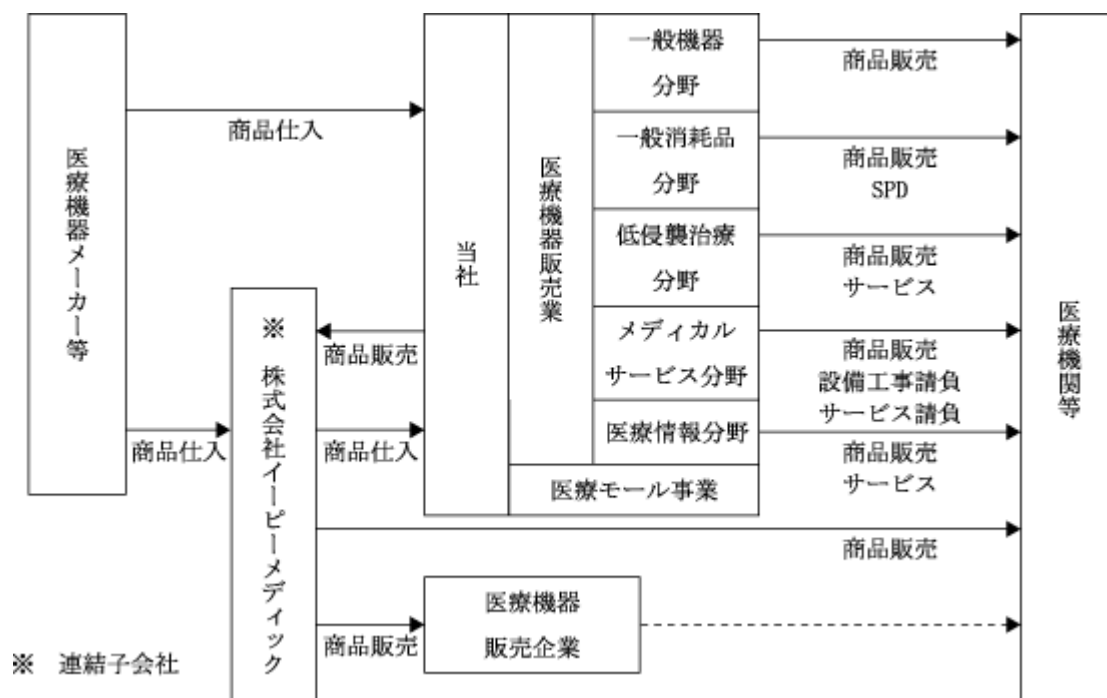 医療機器メーカー等
商品仕入
商品仕入
※ 株式会社イーピーメディック
商品販売
商品仕入
商品販売
当社
医療機器販売業
一般機器
分野
一般消耗品
分野
低侵襲治療
分野
メディカル
サービス分野
医療情報分野
医療モール事業
医療機器
販売企業
商品販売
商品販売
SPD
商品販売
サービス
商品販売
設備工事請負
サービス請負
商品販売
サービス
商品販売
医療機関等
※ 連結子会社